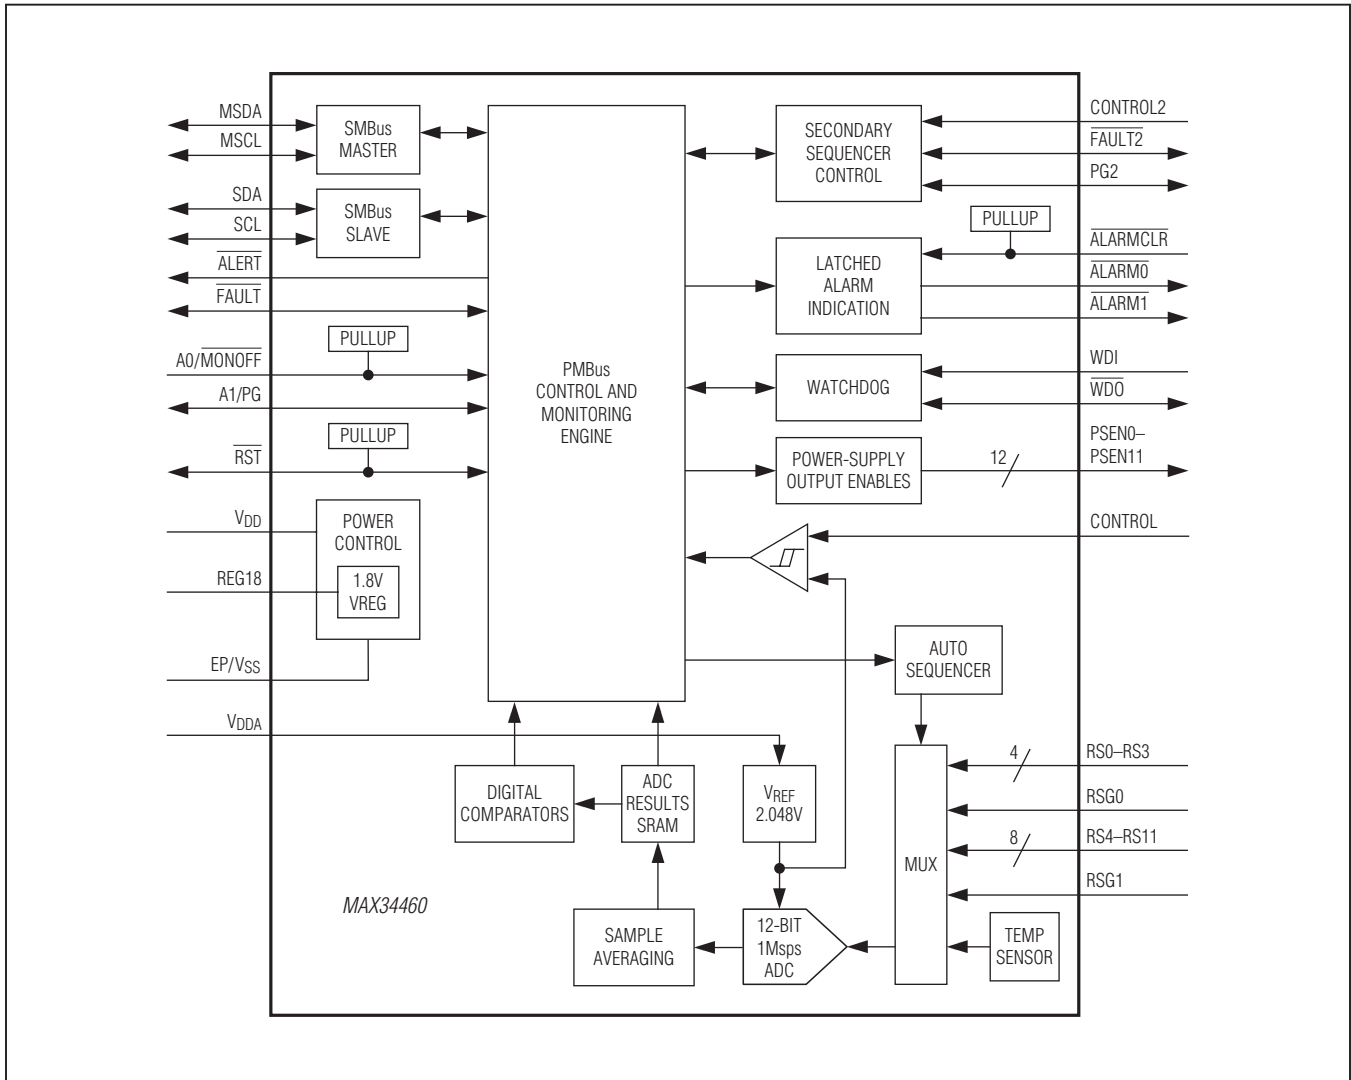 MSDA
MSCL
SDA
SCL
ALERT
FAULT
A0/MONOFF
A1/PG
RST
VDD
REG18
EP/VSS
VDDA
SMBus
MASTER
SMBus
SLAVE
PULLUP
PULLUP
POWER
CONTROL
1.8V
VREG
PMBus
CONTROL AND
MONITORING
ENGINE
SECONDARY
SEQUENCER
CONTROL
PULLUP
LATCHED
ALARM
INDICATION
WATCHDOG
POWER-SUPPLY
OUTPUT ENABLES
12
CONTROL2
FAULT2
PG2
ALARMCLR
ALARM0
ALARM1
WDI
WDO
PSEN0–
PSEN11
CONTROL
AUTO
SEQUENCER
4
RS0–RS3
RSG0
8
RS4–RS11
RSG1
MUX
TEMP
SENSOR
DIGITAL
COMPARATORS
ADC
RESULTS
SRAM
VREF
2.048V
SAMPLE
AVERAGING
12-BIT
1Msps
ADC
MAX34460